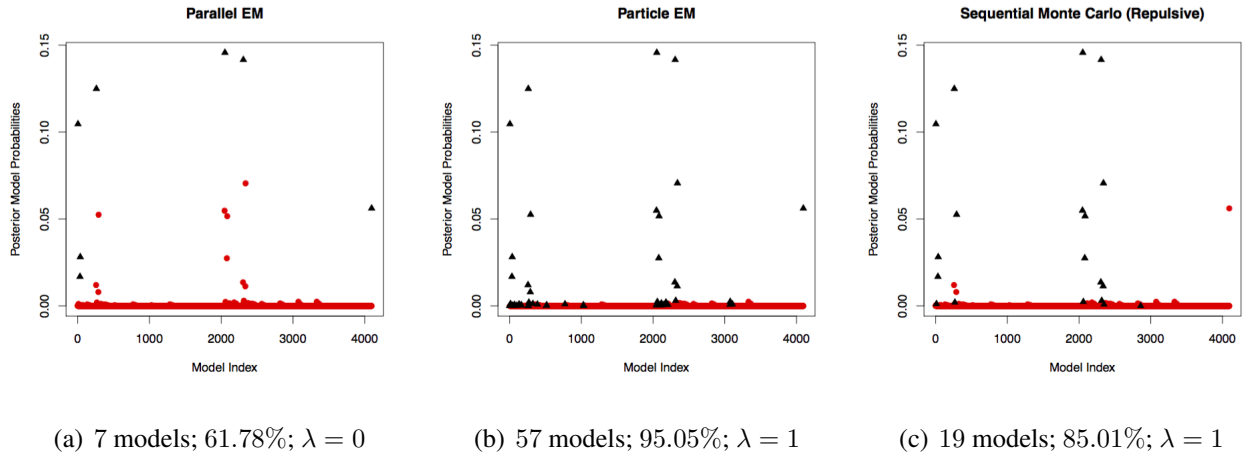 Parallel EM
Posterior Model Probabilities
0.15
0.10
0.05
0.00
0 1000 2000 3000 4000
Model Index
(a) 7 models; 61.78%; λ = 0
Particle EM
Posterior Model Probabilities
0.15
0.10
0.05
0.00
0 1000 2000 3000 4000
Model Index
(b) 57 models; 95.05%; λ = 1
Sequential Monte Carlo (Repulsive)
Posterior Model Probabilities
0.15
0.10
0.05
0.00
0 1000 2000 3000 4000
Model Index
(c) 19 models; 85.01%; λ = 1